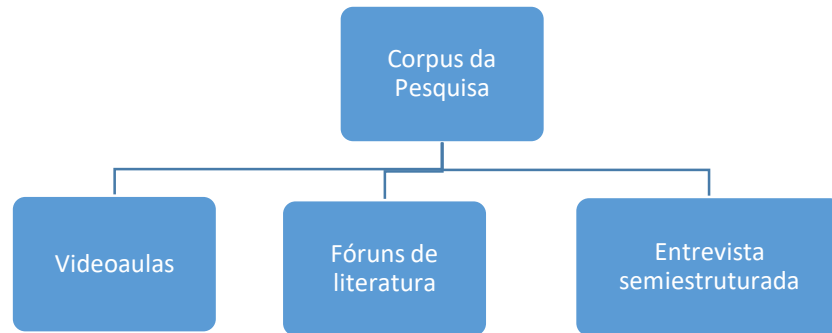 Corpus da
Pesquisa
Videoaulas
Fóruns de
literatura
Entrevista
semiestruturada